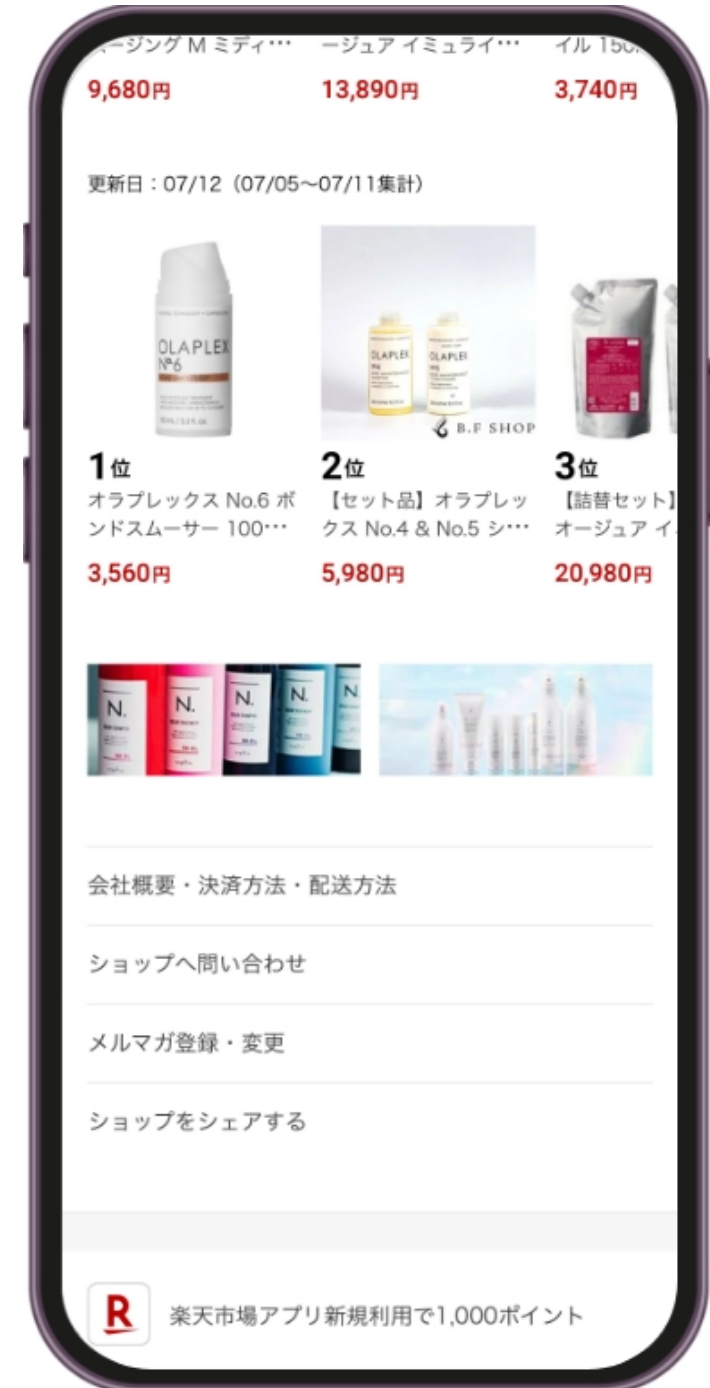 ージング M ミディ…
ージュア イミュライ…
イル 150
9,680円
13,890円
3,740円
更新日：07/12（07/05～07/11集計）
OLAPLEX
Nº6
OLAPLEX
Nº4
OLAPLEX
Nº5
B.F SHOP
1位
2位
3位
オラプレックス No.6 ボ
ンドスムーサー 100…
【セット品】オラプレッ
クス No.4 & No.5 シ…
【詰替セット】
オージュア イ
3,560円
5,980円
20,980円
N.
N.
N.
N.
N.
会社概要・決済方法・配送方法
ショップへ問い合わせ
メルマガ登録・変更
ショップをシェアする
R
楽天市場アプリ新規利用で1,000ポイント